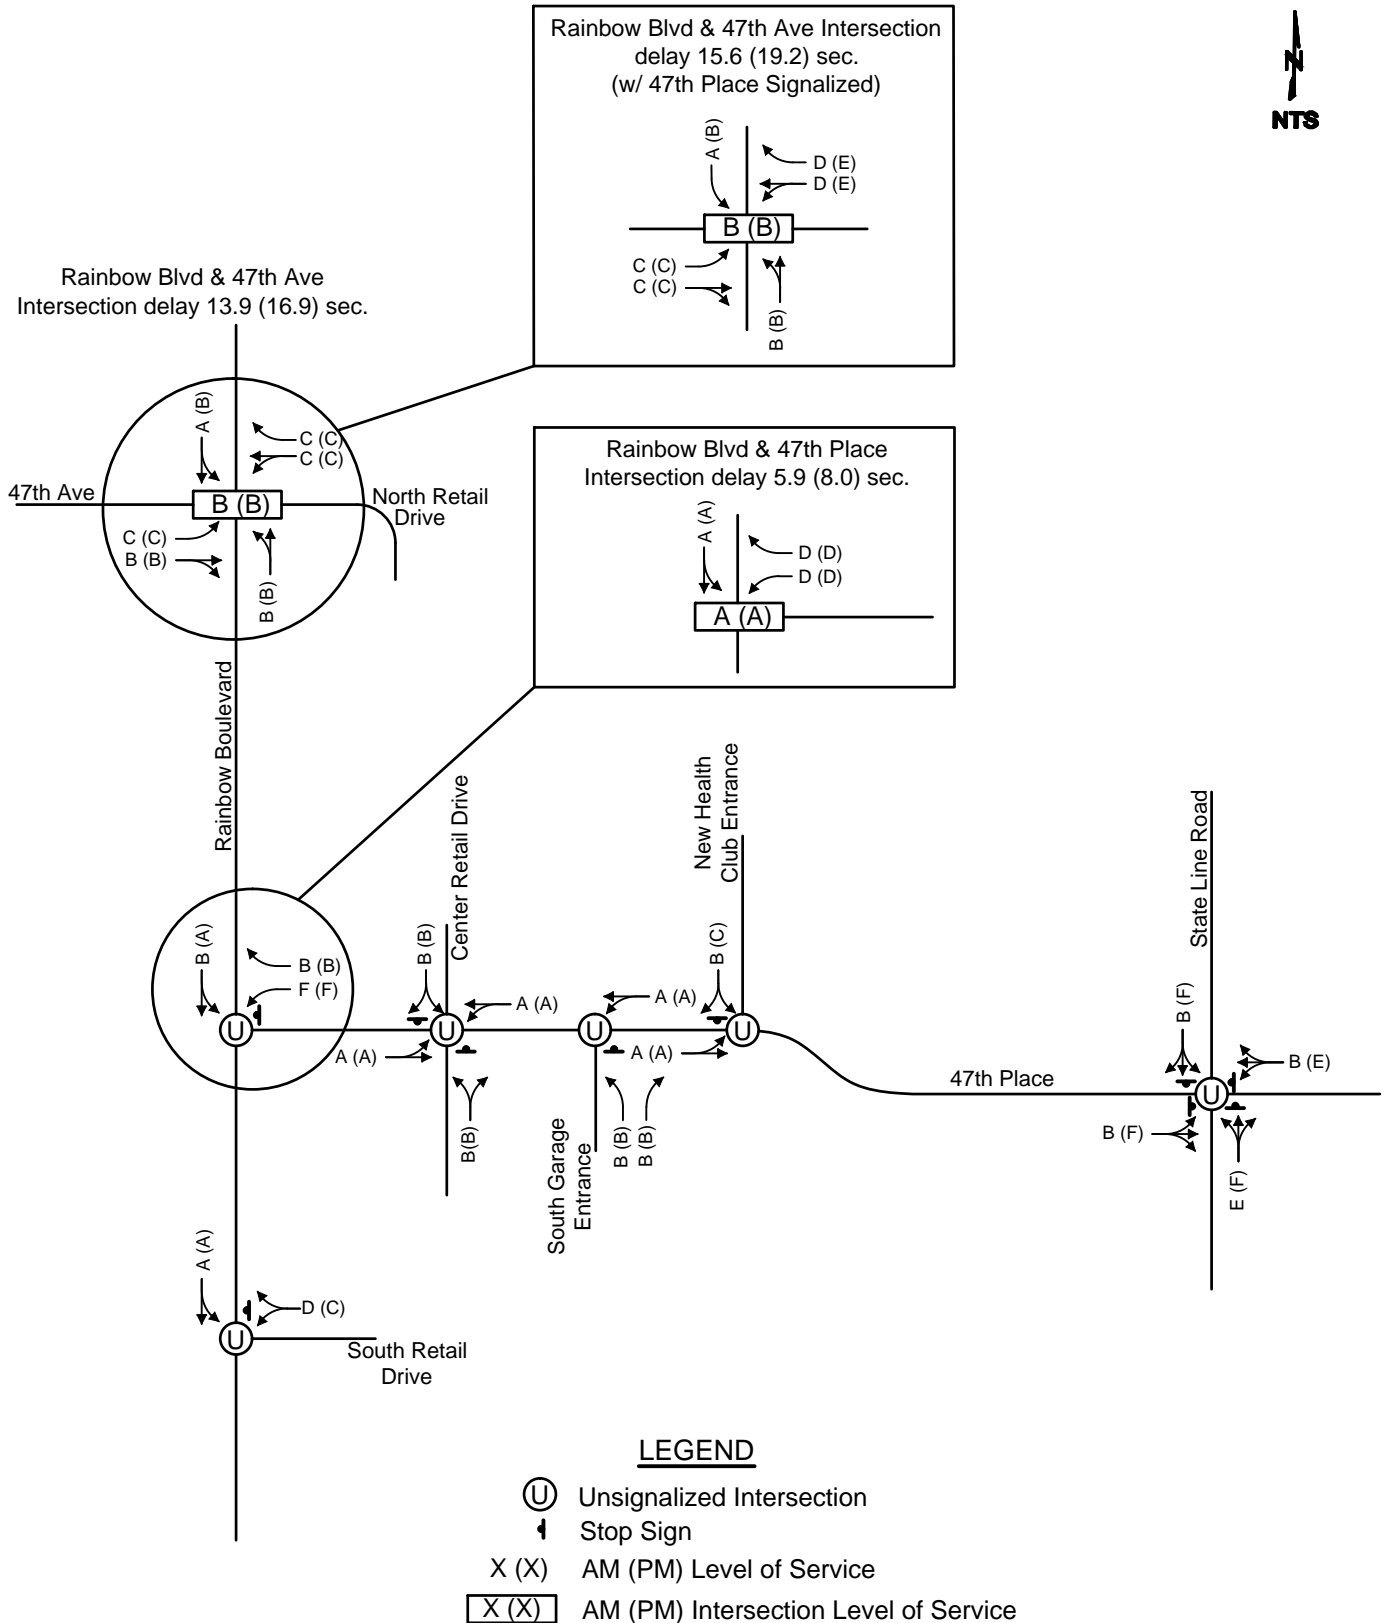 Rainbow Blvd & 47th Ave Intersection
delay 15.6 (19.2) sec.
(w/ 47th Place Signalized)
N
NTS
A (B)
D (E)
D (E)
B (B)
C (C)
C (C)
B (B)
Rainbow Blvd & 47th Ave
Intersection delay 13.9 (16.9) sec.
A (B)
C (C)
C (C)
47th Ave
B (B)
North Retail
Drive
C (C)
B (B)
B (B)
Rainbow Blvd & 47th Place
Intersection delay 5.9 (8.0) sec.
A (A)
D (D)
D (D)
A (A)
Rainbow Boulevard
Center Retail Drive
New Health
Club Entrance
State Line Road
B (A)
B (B)
F (F)
U
B (B)
A (A)
U
A (A)
B(B)
A (A)
U
B (B)
B (B)
South Garage
Entrance
B (C)
A (A)
U
47th Place
B (F)
B (E)
U
B (F)
E (F)
A (A)
D (C)
U
South Retail
Drive
LEGEND
U Unsignalized Intersection
Stop Sign
X (X) AM (PM) Level of Service
X (X) AM (PM) Intersection Level of Service